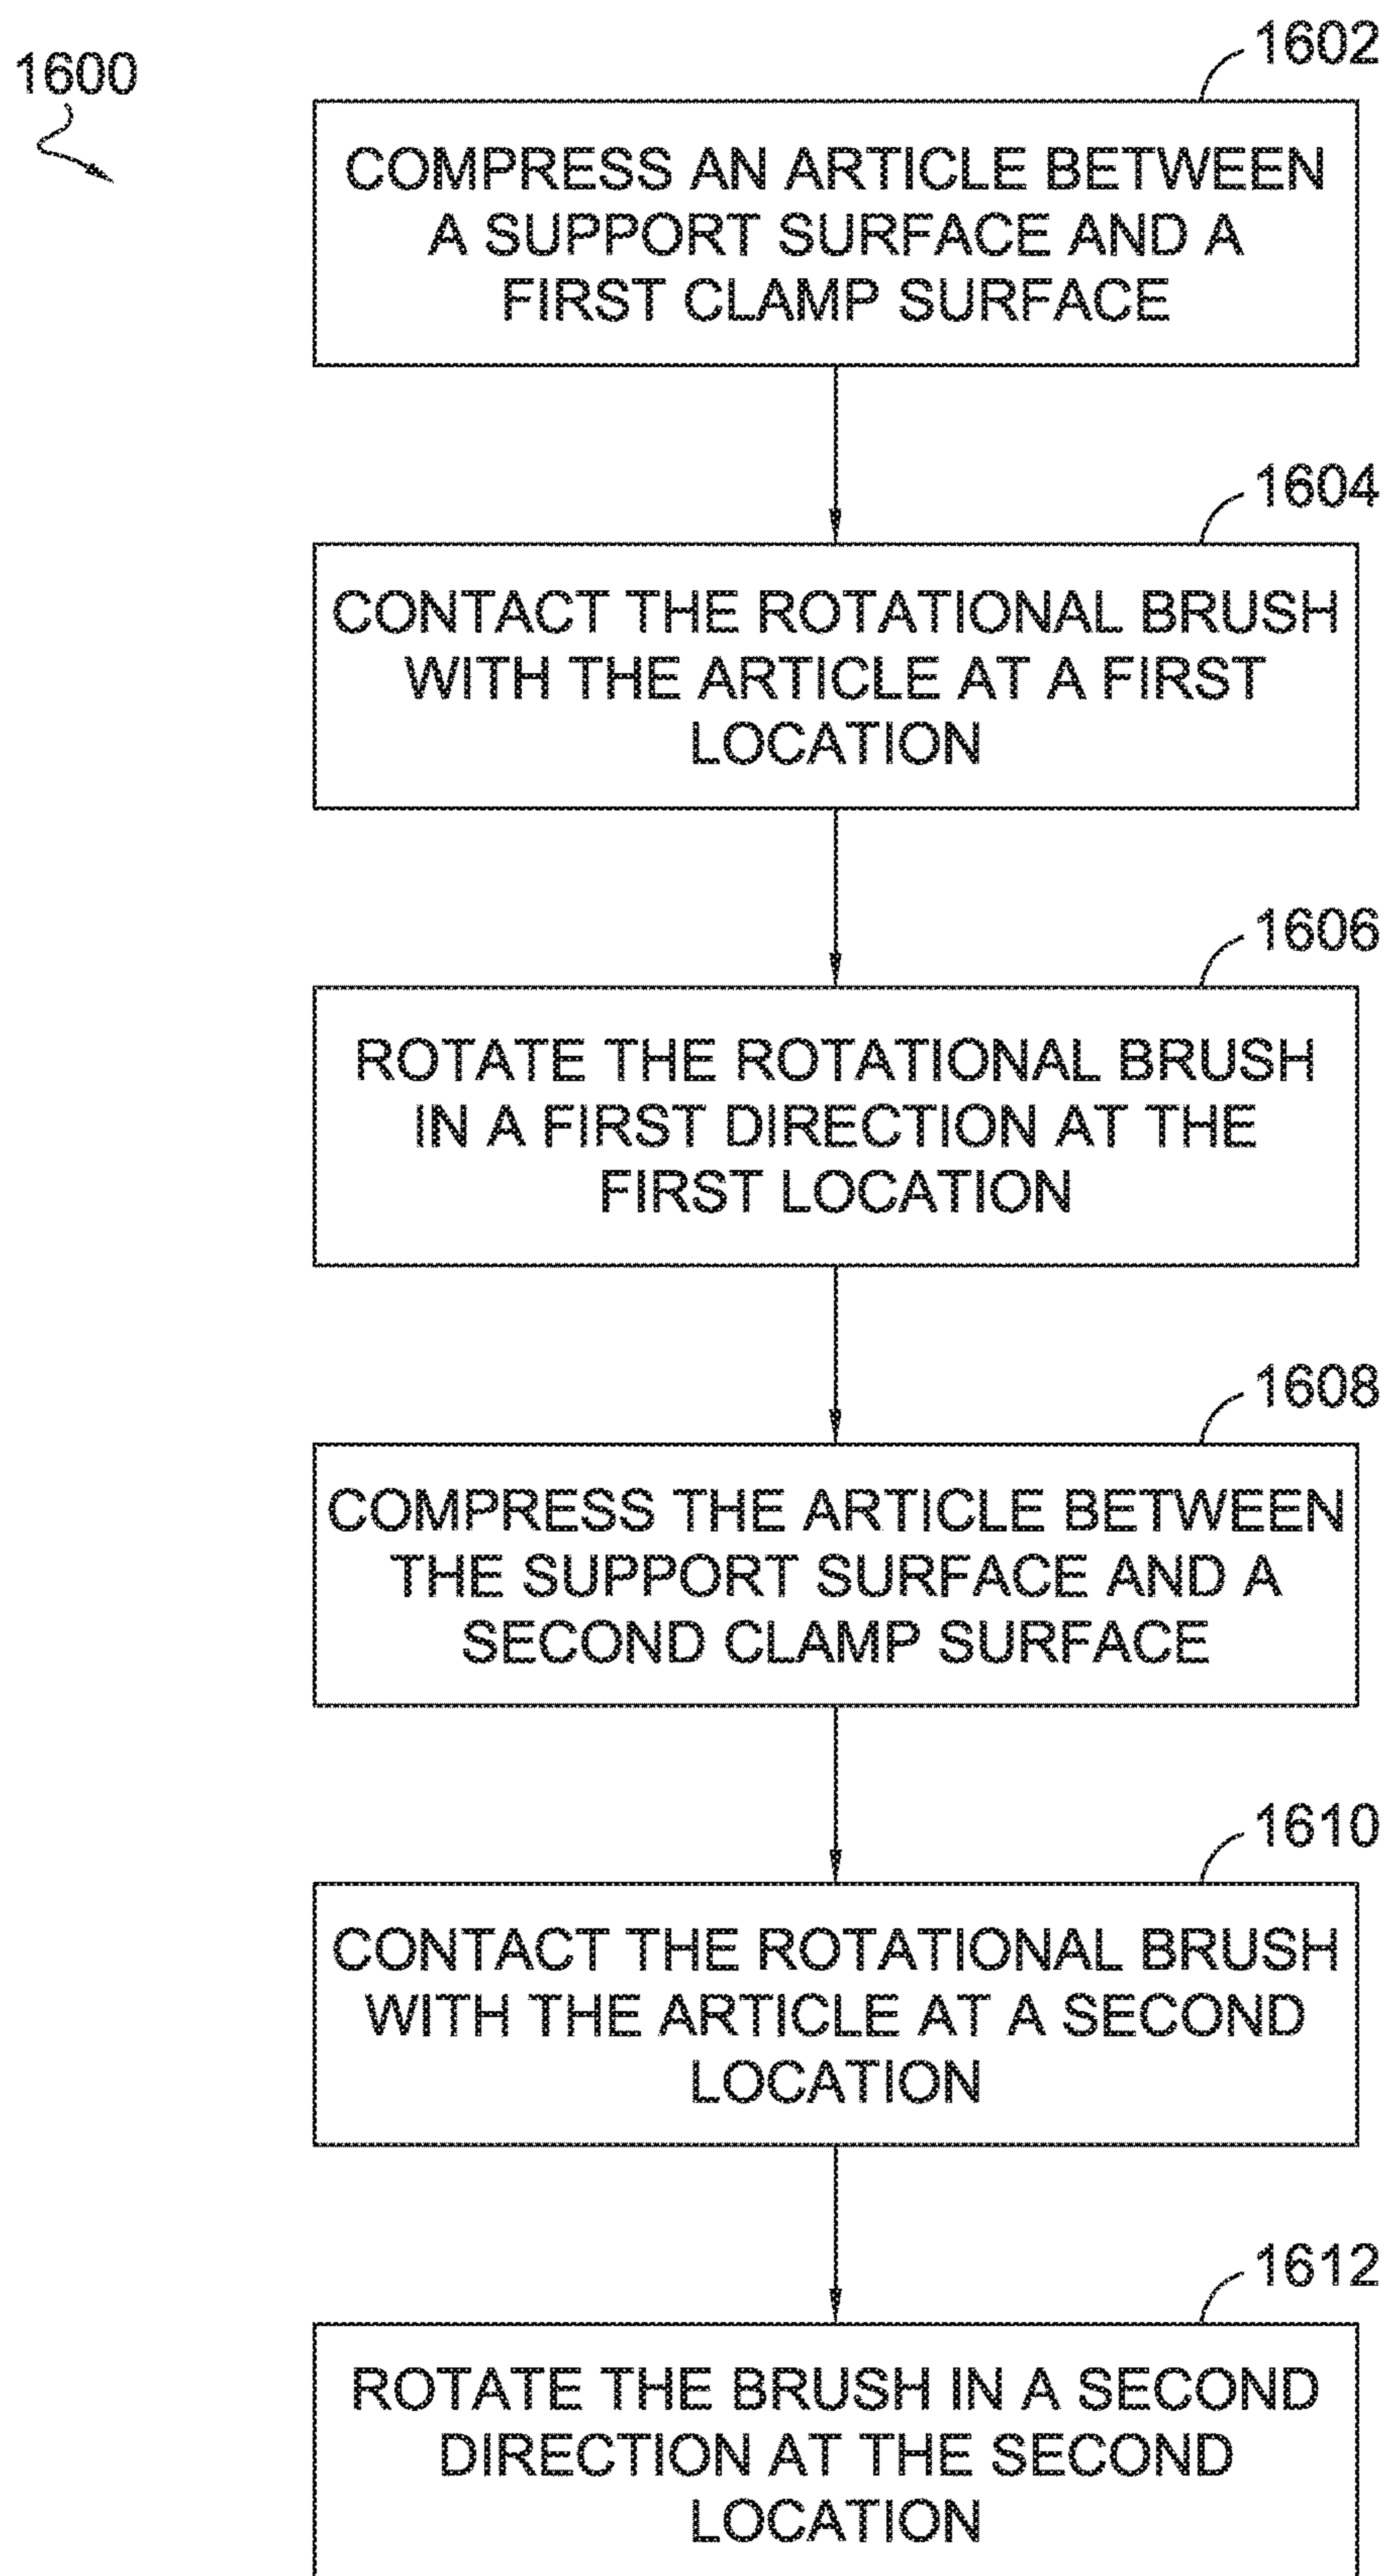 1600
1602
COMPRESS AN ARTICLE BETWEEN
A SUPPORT SURFACE AND A
FIRST CLAMP SURFACE
1604
CONTACT THE ROTATIONAL BRUSH
WITH THE ARTICLE AT A FIRST
LOCATION
1606
ROTATE THE ROTATIONAL BRUSH
IN A FIRST DIRECTION AT THE
FIRST LOCATION
1608
COMPRESS THE ARTICLE BETWEEN
THE SUPPORT SURFACE AND A
SECOND CLAMP SURFACE
1610
CONTACT THE ROTATIONAL BRUSH
WITH THE ARTICLE AT A SECOND
LOCATION
1612
ROTATE THE BRUSH IN A SECOND
DIRECTION AT THE SECOND
LOCATION